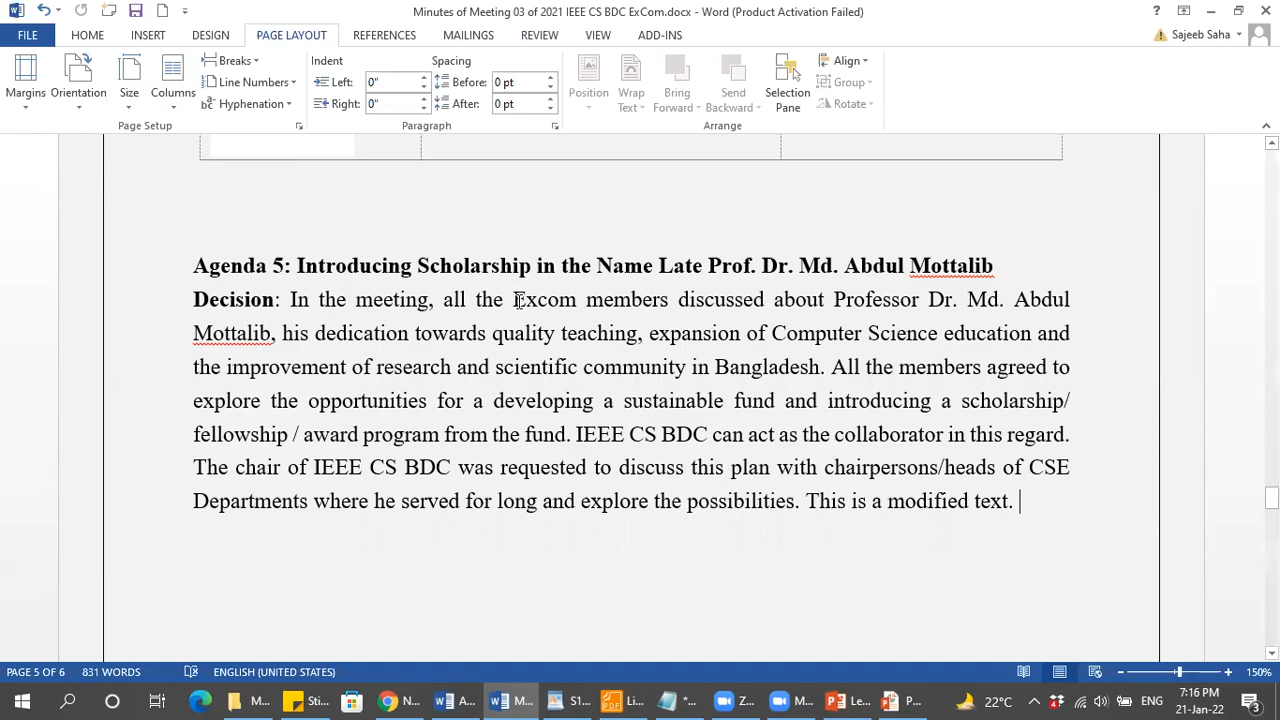 Minutes of Meeting 03 of 2021 IEEE CS BDC ExCom.docx - Word (Product Activation Failed)
?
FILE HOME INSERT DESIGN PAGE LAYOUT REFERENCES MAILINGS REVIEW VIEW ADD-INS Sajeeb Saha
Margins Orientation Size Columns
Breaks
Line Numbers
Hyphenation
Page Setup
Indent Spacing
Left: 0" Before: 0 pt
Right: 0" After: 0 pt
Paragraph
Position Wrap Text Bring Forward Send Backward Selection Pane
Align
Group
Rotate
Arrange
Agenda 5: Introducing Scholarship in the Name Late Prof. Dr. Md. Abdul Mottalib
Decision: In the meeting, all the Excom members discussed about Professor Dr. Md. Abdul
Mottalib, his dedication towards quality teaching, expansion of Computer Science education and
the improvement of research and scientific community in Bangladesh. All the members agreed to
explore the opportunities for a developing a sustainable fund and introducing a scholarship/
fellowship / award program from the fund. IEEE CS BDC can act as the collaborator in this regard.
The chair of IEEE CS BDC was requested to discuss this plan with chairpersons/heads of CSE
Departments where he served for long and explore the possibilities. This is a modified text.
PAGE 5 OF 6 831 WORDS ENGLISH (UNITED STATES) 150%
M... Sti... N... A... M... S1... Li... *... Z... M... Le... P... 22°C ENG 7:16 PM
21-Jan-22 3